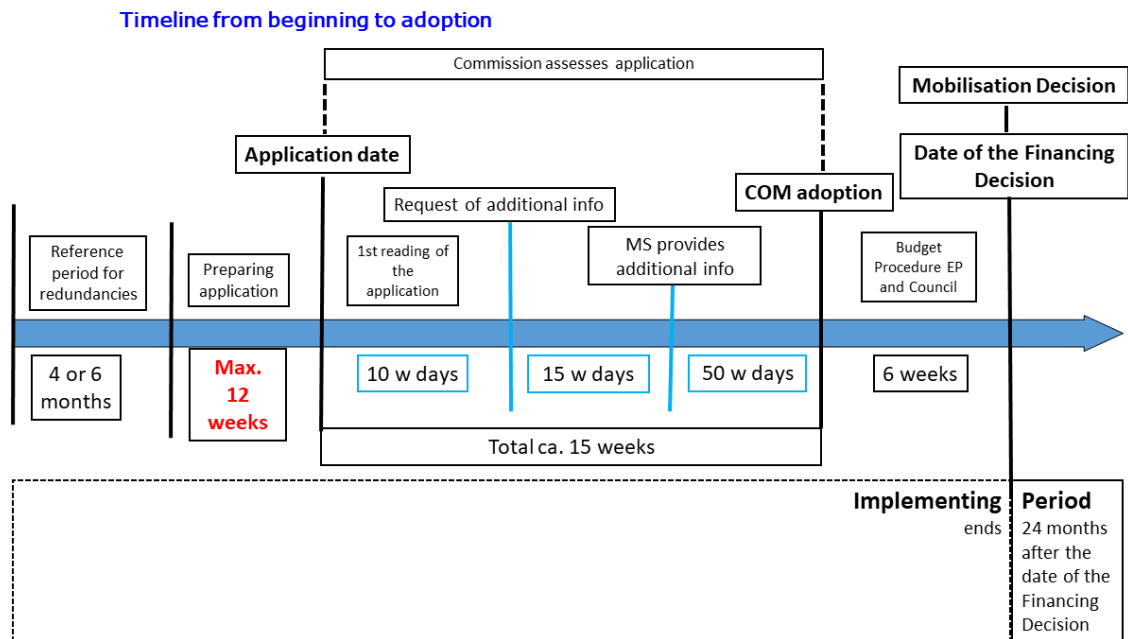 Timeline from beginning to adoption
Commission assesses application
Mobilisation Decision
Application date
Date of the Financing
Decision
COM adoption
Request of additional info
Reference
period for
redundancies
Preparing
application
1st reading of
the
application
MS provides
additional info
Budget
Procedure EP
and Council
4 or 6
months
Max.
12
weeks
10 w days
15 w days
50 w days
6 weeks
Total ca. 15 weeks
Implementing
ends
Period
24 months
after the
date of the
Financing
Decision